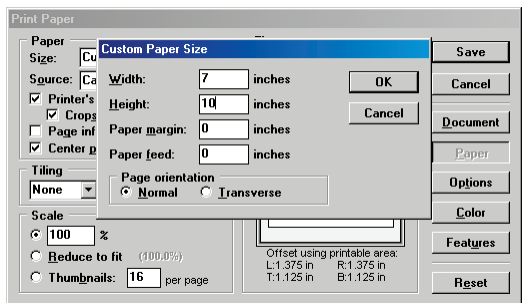 Print Paper
Paper
Size: Cu
Source: Ca
Printer's
Crops
Page inf
Center p
Tiling
None
Scale
100 %
Reduce to fit (100.0%)
Thumbnails: 16 per page
Custom Paper Size
Width: 7 inches
Height: 10 inches
Paper margin: 0 inches
Paper feed: 0 inches
Page orientation
Normal Transverse
OK
Cancel
Offset using printable area:
L:1.375 in R:1.375 in
T:1.125 in B:1.125 in
Save
Cancel
Document
Paper
Options
Color
Features
Reset